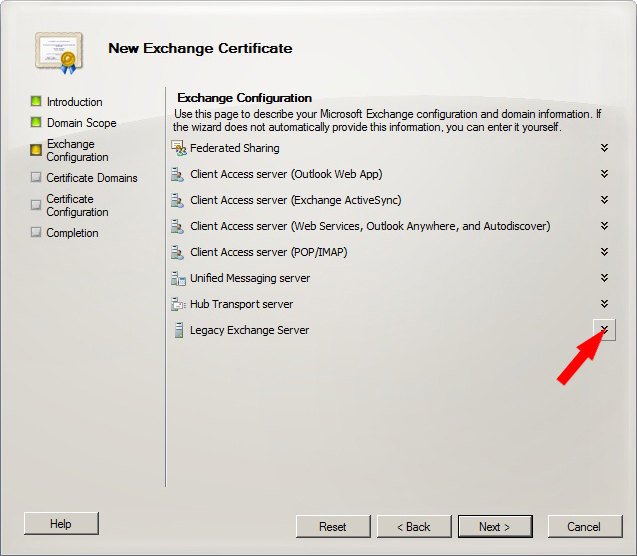 New Exchange Certificate
Introduction
Domain Scope
Exchange
Configuration
Certificate Domains
Certificate
Configuration
Completion
Exchange Configuration
Use this page to describe your Microsoft Exchange configuration and domain information. If
the wizard does not automatically provide this information, you can enter it yourself.
Federated Sharing
Client Access server (Outlook Web App)
Client Access server (Exchange ActiveSync)
Client Access server (Web Services, Outlook Anywhere, and Autodiscover)
Client Access server (POP/IMAP)
Unified Messaging server
Hub Transport server
Legacy Exchange Server
Help
Reset
< Back
Next >
Cancel